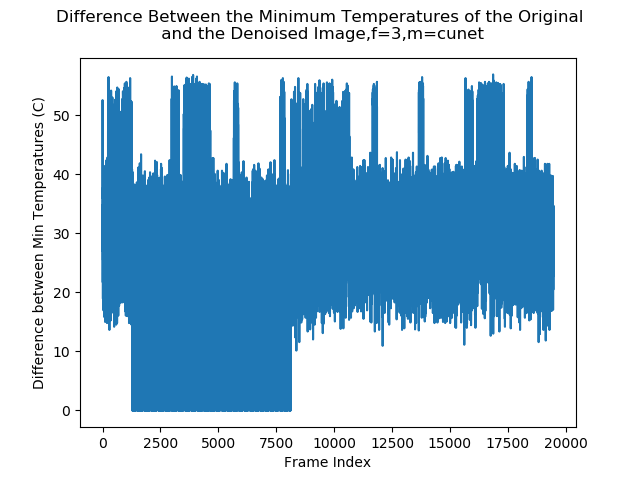 Difference Between the Minimum Temperatures of the Original
and the Denoised Image,f=3,m=cunet
Difference between Min Temperatures (C)
50
40
30
20
10
0
0 2500 5000 7500 10000 12500 15000 17500 20000
Frame Index